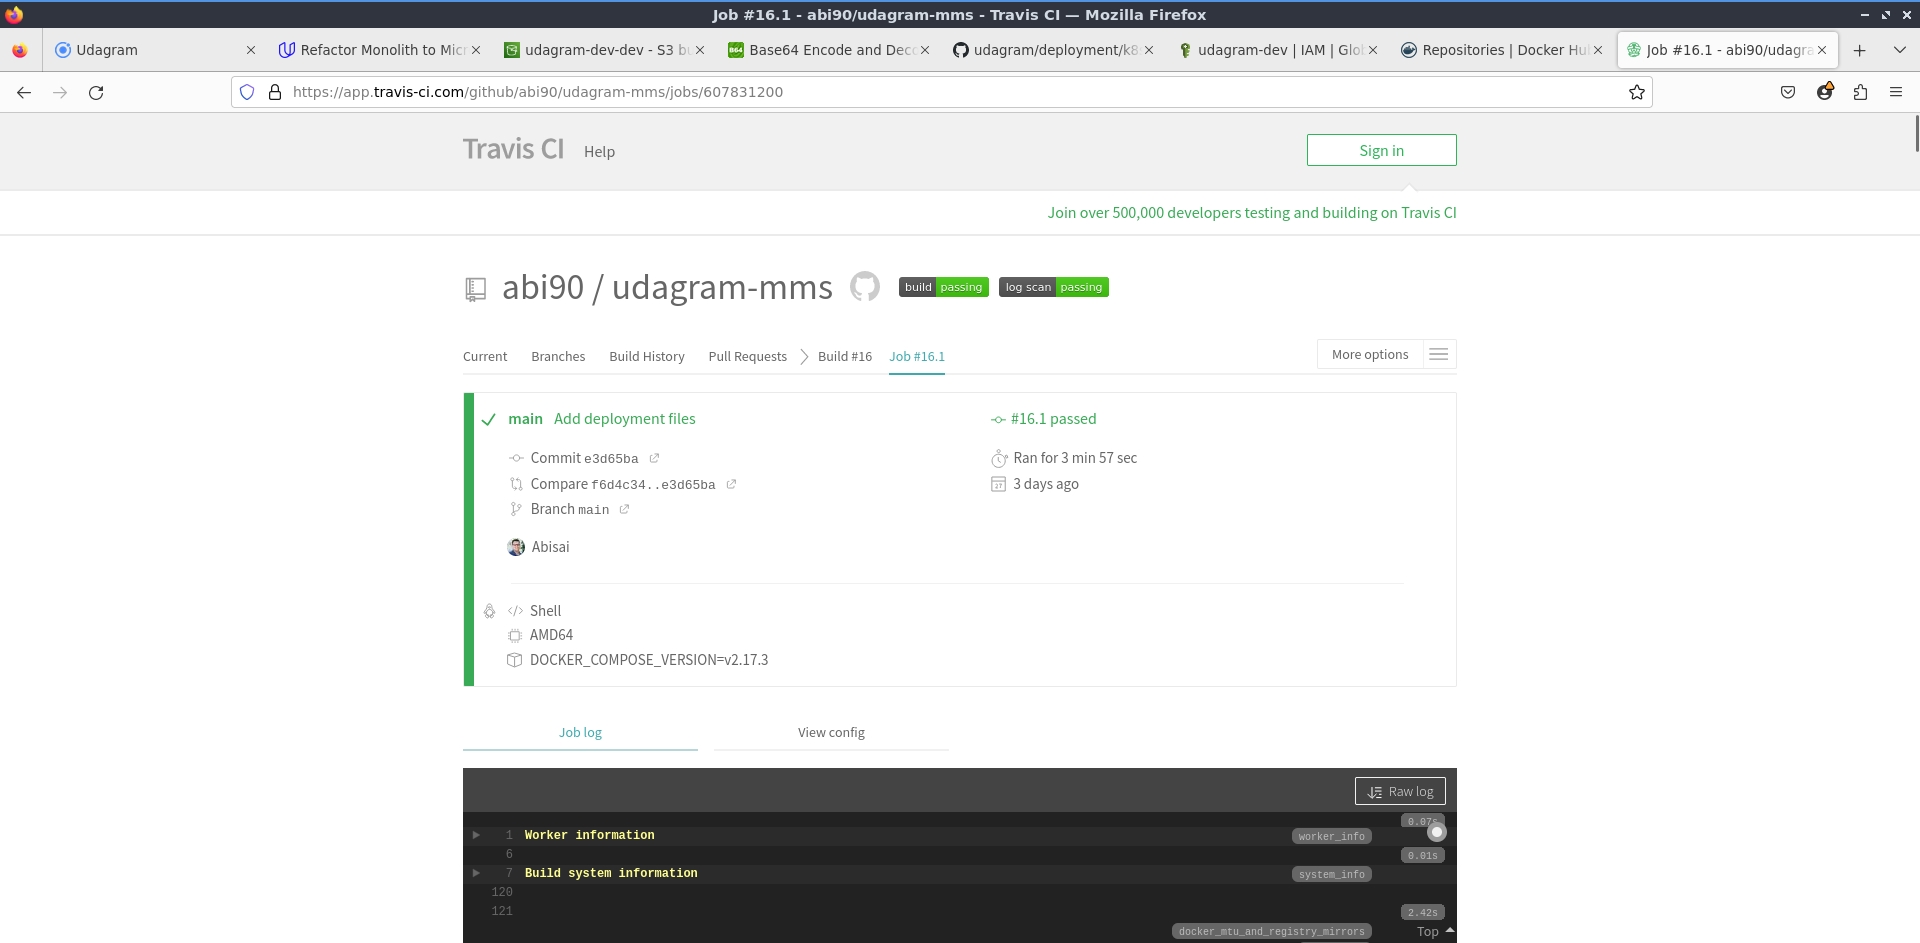 Job #16.1 - abi90/udagram-mms - Travis CI — Mozilla Firefox
Udagram
Refactor Monolith to Mic
udagram-dev-dev - S3 bu
Base64 Encode and Deco
udagram/deployment/k8s
udagram-dev | IAM | Glob
Repositories | Docker Hub
Job #16.1 - abi90/udagra
https://app.travis-ci.com/github/abi90/udagram-mms/jobs/607831200
Travis CI
Help
Sign in
Join over 500,000 developers testing and building on Travis CI
abi90 / udagram-mms
build passing
log scan passing
Current
Branches
Build History
Pull Requests
Build #16
Job #16.1
More options
main Add deployment files
#16.1 passed
Commit e3d65ba
Ran for 3 min 57 sec
Compare f6d4c34..e3d65ba
3 days ago
Branch main
Abisai
Shell
AMD64
DOCKER_COMPOSE_VERSION=v2.17.3
Job log
View config
Raw log
0.07s
1 Worker information
worker_info
6
0.01s
7 Build system information
system_info
120
121
2.42s
docker_mtu_and_registry_mirrors
Top